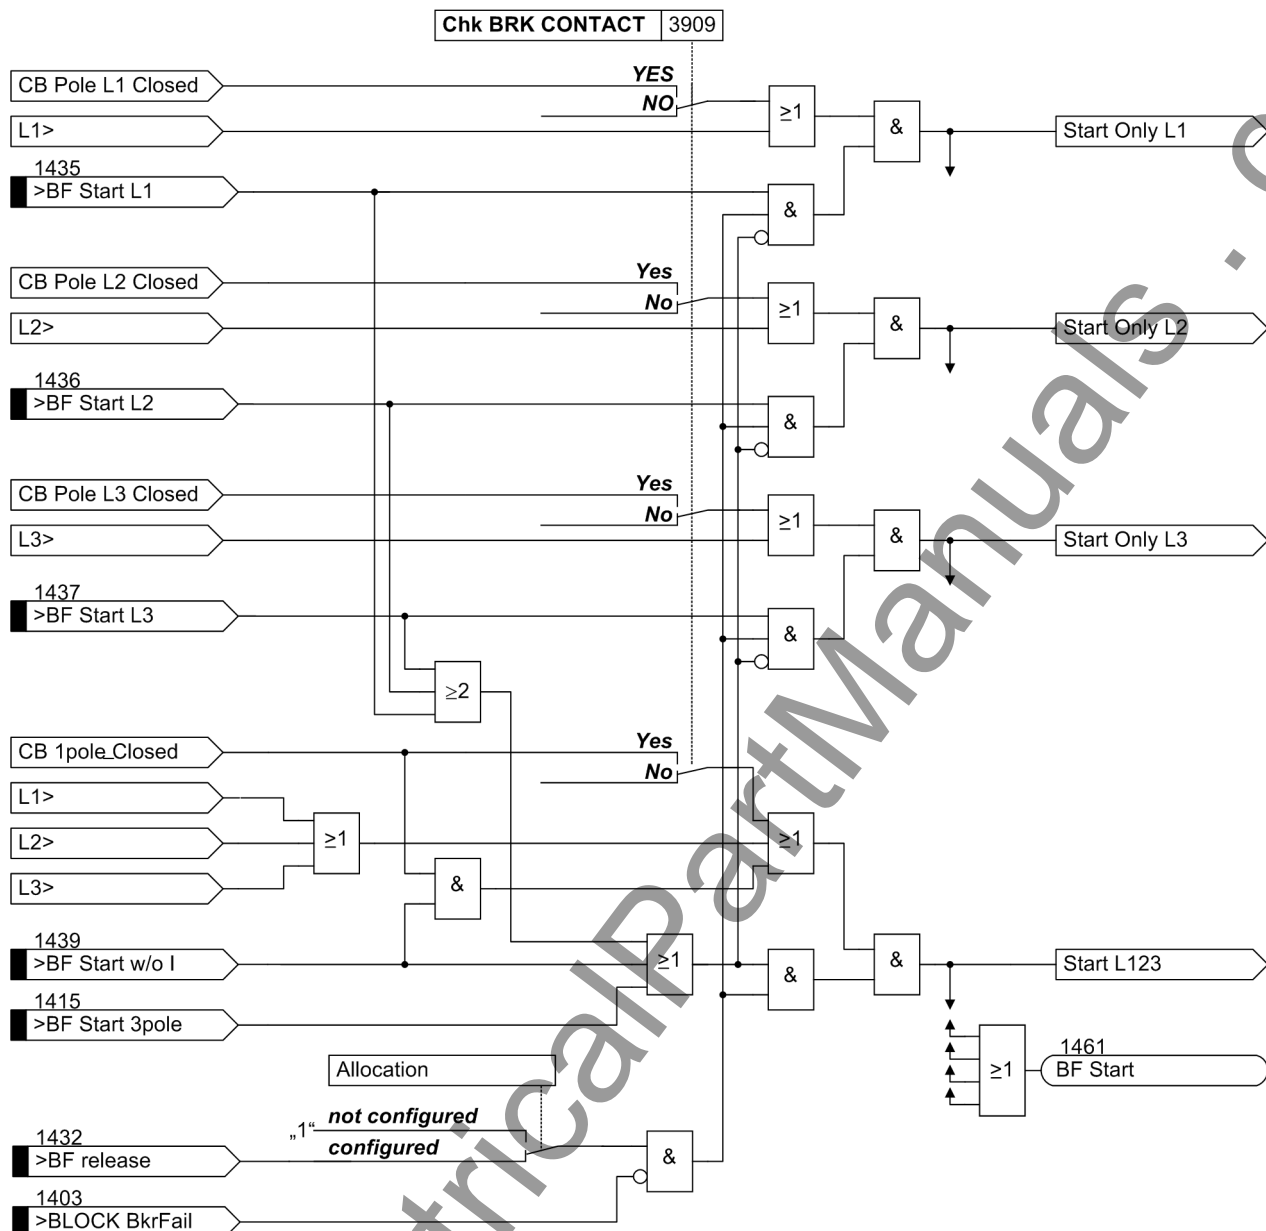 Chk BRK CONTACT 3909
CB Pole L1 Closed
YES
NO
L1>
≥1
&
Start Only L1
1435
>BF Start L1
&
CB Pole L2 Closed
Yes
No
L2>
≥1
&
Start Only L2
1436
>BF Start L2
&
CB Pole L3 Closed
Yes
No
L3>
≥1
&
Start Only L3
1437
>BF Start L3
&
≥2
CB 1pole_Closed
Yes
No
L1>
L2>
≥1
≥1
L3>
&
1439
>BF Start w/o I
≥1
&
&
Start L123
1415
>BF Start 3pole
Allocation
≥1
1461
BF Start
„1“ not configured
configured
1432
>BF release
&
1403
>BLOCK BkrFail